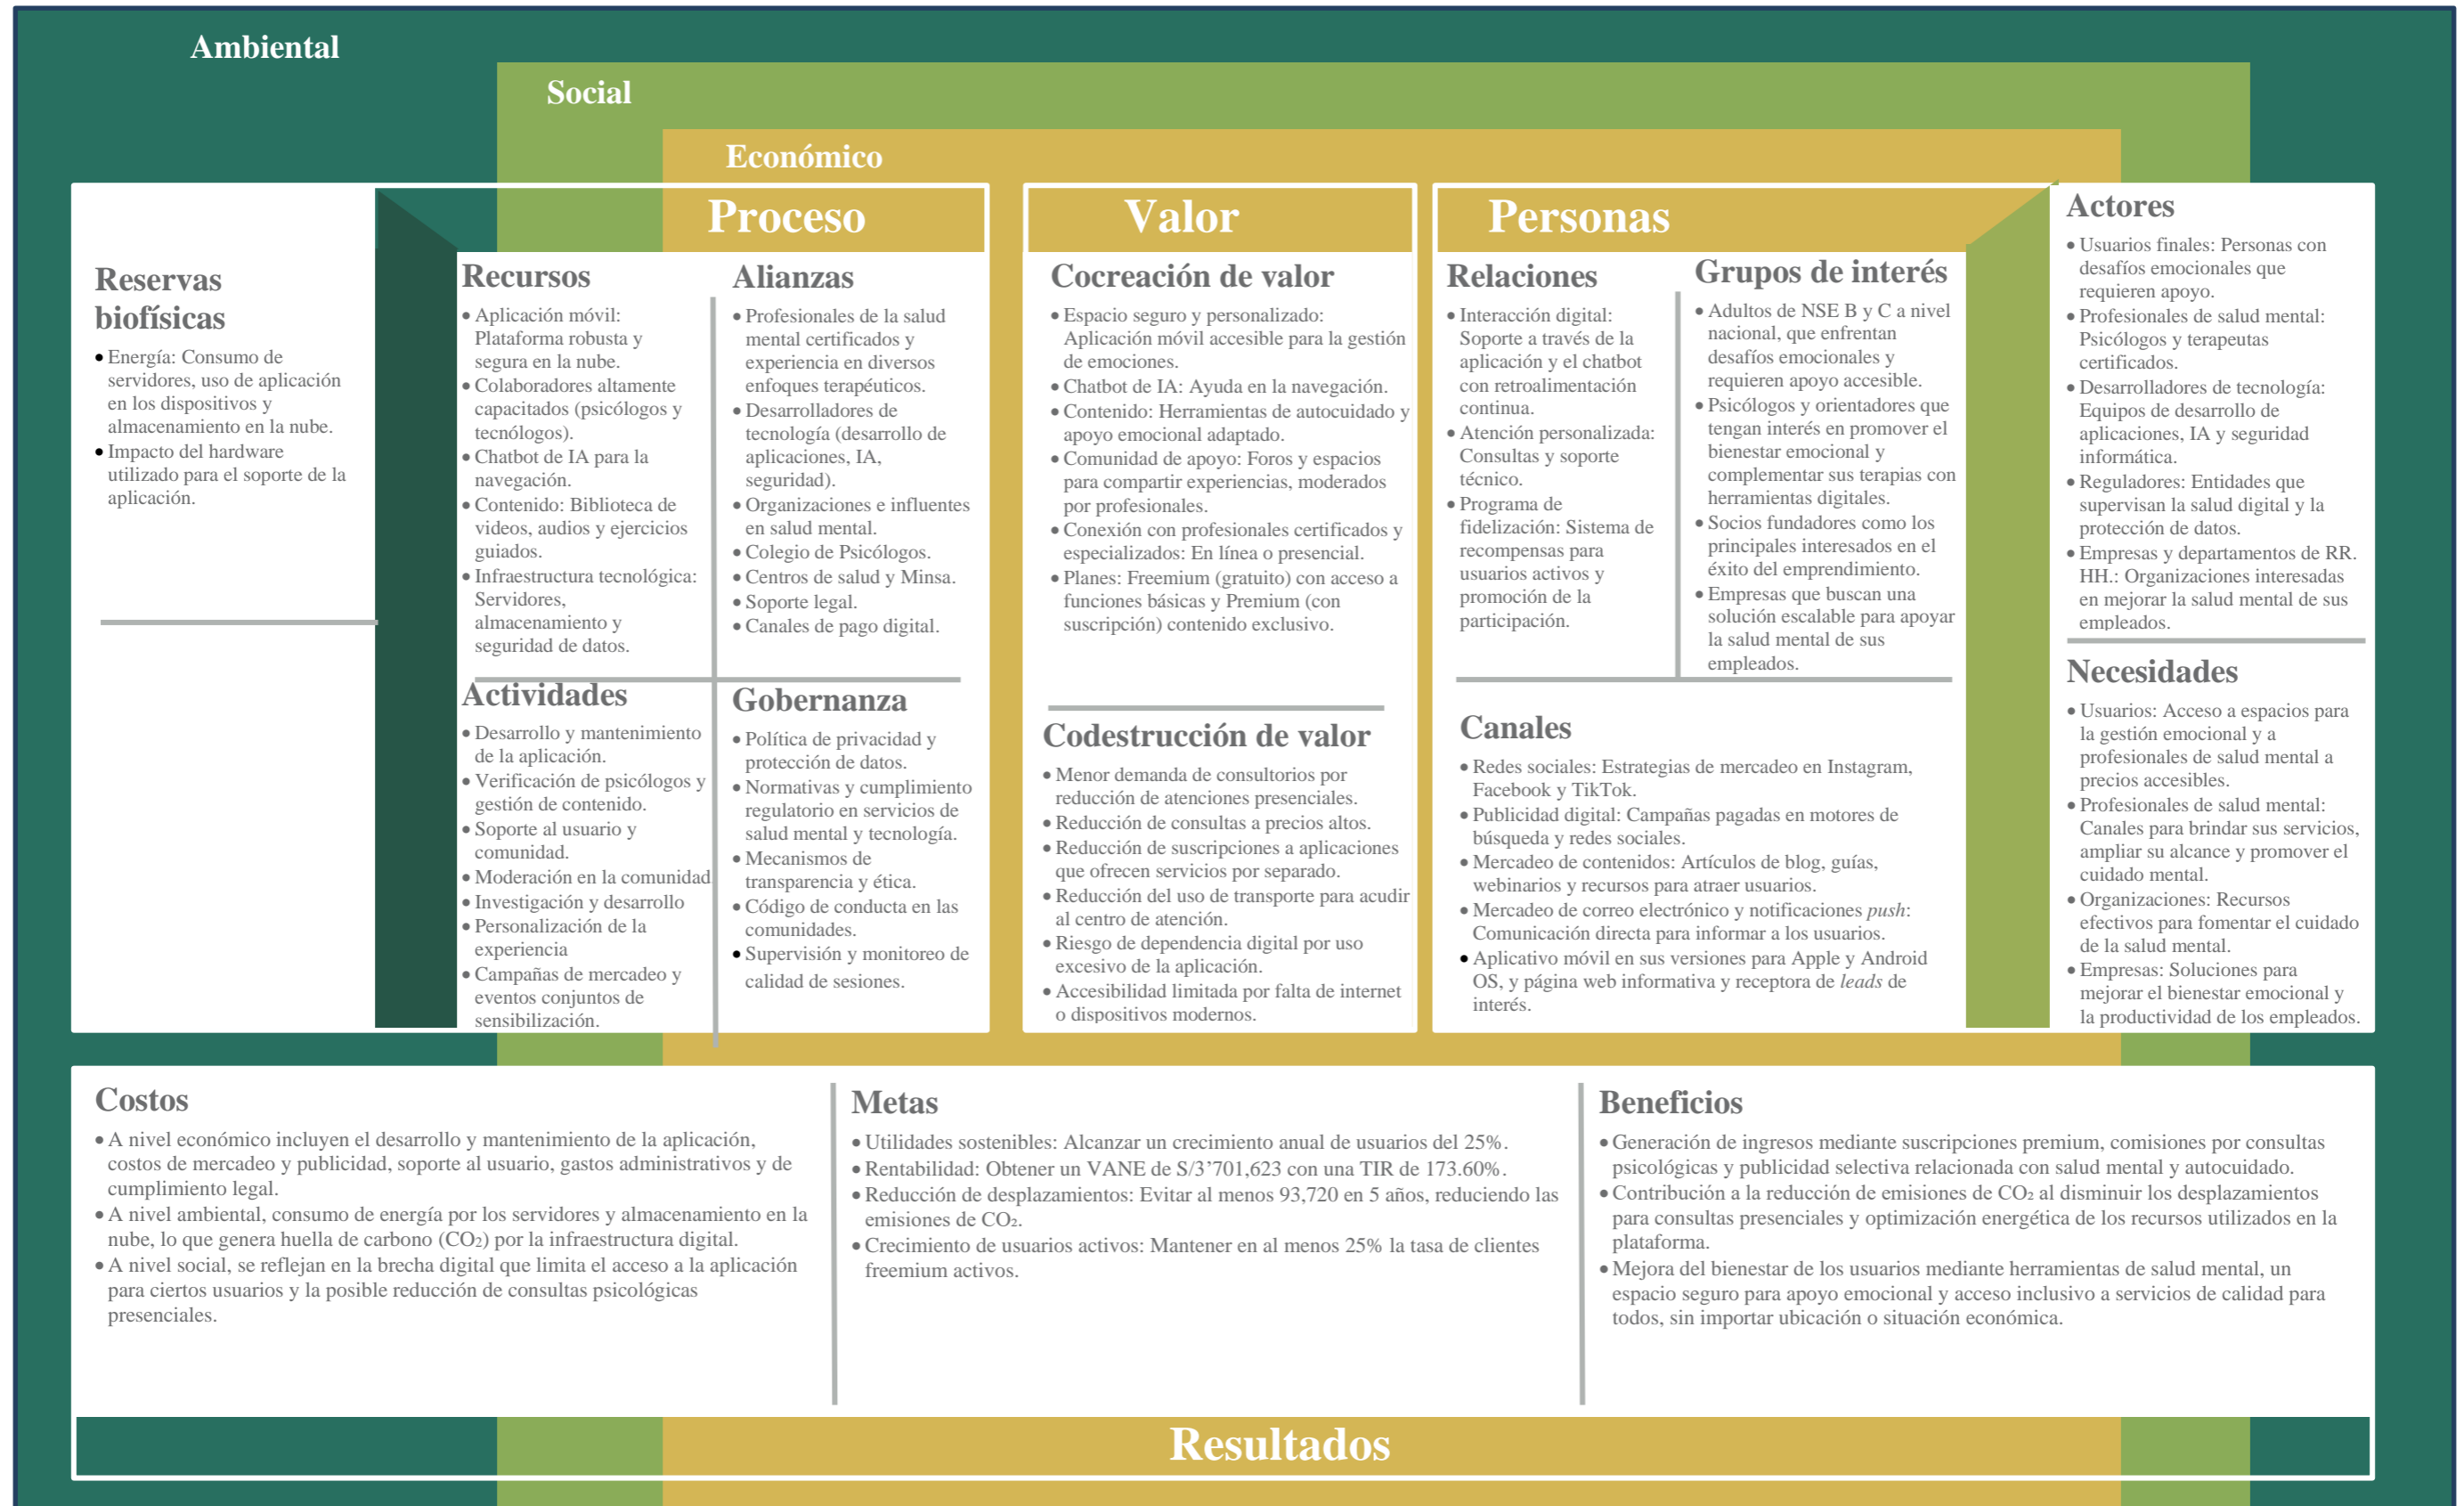 Ambiental
Social
Económico
Proceso
Valor
Personas
Reservas
biofísicas
• Energía: Consumo de
servidores, uso de aplicación
en los dispositivos y
almacenamiento en la nube.
• Impacto del hardware
utilizado para el soporte de la
aplicación.
Recursos
• Aplicación móvil:
Plataforma robusta y
segura en la nube.
• Colaboradores altamente
capacitados (psicólogos y
tecnólogos).
• Chatbot de IA para la
navegación.
• Contenido: Biblioteca de
videos, audios y ejercicios
guiados.
• Infraestructura tecnológica:
Servidores,
almacenamiento y
seguridad de datos.
Alianzas
• Profesionales de la salud
mental certificados y
experiencia en diversos
enfoques terapéuticos.
• Desarrolladores de
tecnología (desarrollo de
aplicaciones, IA,
seguridad).
• Organizaciones e influentes
en salud mental.
• Colegio de Psicólogos.
• Centros de salud y Minsa.
• Soporte legal.
• Canales de pago digital.
Actividades
• Desarrollo y mantenimiento
de la aplicación.
• Verificación de psicólogos y
gestión de contenido.
• Soporte al usuario y
comunidad.
• Moderación en la comunidad
• Investigación y desarrollo
• Personalización de la
experiencia
• Campañas de mercadeo y
eventos conjuntos de
sensibilización.
Gobernanza
• Política de privacidad y
protección de datos.
• Normativas y cumplimiento
regulatorio en servicios de
salud mental y tecnología.
• Mecanismos de
transparencia y ética.
• Código de conducta en las
comunidades.
• Supervisión y monitoreo de
calidad de sesiones.
Cocreación de valor
• Espacio seguro y personalizado:
Aplicación móvil accesible para la gestión
de emociones.
• Chatbot de IA: Ayuda en la navegación.
• Contenido: Herramientas de autocuidado y
apoyo emocional adaptado.
• Comunidad de apoyo: Foros y espacios
para compartir experiencias, moderados
por profesionales.
• Conexión con profesionales certificados y
especializados: En línea o presencial.
• Planes: Freemium (gratuito) con acceso a
funciones básicas y Premium (con
suscripción) contenido exclusivo.
Codestrucción de valor
• Menor demanda de consultorios por
reducción de atenciones presenciales.
• Reducción de consultas a precios altos.
• Reducción de suscripciones a aplicaciones
que ofrecen servicios por separado.
• Reducción del uso de transporte para acudir
al centro de atención.
• Riesgo de dependencia digital por uso
excesivo de la aplicación.
• Accesibilidad limitada por falta de internet
o dispositivos modernos.
Relaciones
• Interacción digital:
Soporte a través de la
aplicación y el chatbot
con retroalimentación
continua.
• Atención personalizada:
Consultas y soporte
técnico.
• Programa de
fidelización: Sistema de
recompensas para
usuarios activos y
promoción de la
participación.
Grupos de interés
• Adultos de NSE B y C a nivel
nacional, que enfrentan
desafíos emocionales y
requieren apoyo accesible.
• Psicólogos y orientadores que
tengan interés en promover el
bienestar emocional y
complementar sus terapias con
herramientas digitales.
• Socios fundadores como los
principales interesados en el
éxito del emprendimiento.
• Empresas que buscan una
solución escalable para apoyar
la salud mental de sus
empleados.
Canales
• Redes sociales: Estrategias de mercadeo en Instagram,
Facebook y TikTok.
• Publicidad digital: Campañas pagadas en motores de
búsqueda y redes sociales.
• Mercadeo de contenidos: Artículos de blog, guías,
webinarios y recursos para atraer usuarios.
• Mercadeo de correo electrónico y notificaciones push:
Comunicación directa para informar a los usuarios.
• Aplicativo móvil en sus versiones para Apple y Android
OS, y página web informativa y receptora de leads de
interés.
Actores
• Usuarios finales: Personas con
desafíos emocionales que
requieren apoyo.
• Profesionales de salud mental:
Psicólogos y terapeutas
certificados.
• Desarrolladores de tecnología:
Equipos de desarrollo de
aplicaciones, IA y seguridad
informática.
• Reguladores: Entidades que
supervisan la salud digital y la
protección de datos.
• Empresas y departamentos de RR.
HH.: Organizaciones interesadas
en mejorar la salud mental de sus
empleados.
Necesidades
• Usuarios: Acceso a espacios para
la gestión emocional y a
profesionales de salud mental a
precios accesibles.
• Profesionales de salud mental:
Canales para brindar sus servicios,
ampliar su alcance y promover el
cuidado mental.
• Organizaciones: Recursos
efectivos para fomentar el cuidado
de la salud mental.
• Empresas: Soluciones para
mejorar el bienestar emocional y
la productividad de los empleados.
Costos
• A nivel económico incluyen el desarrollo y mantenimiento de la aplicación,
costos de mercadeo y publicidad, soporte al usuario, gastos administrativos y de
cumplimiento legal.
• A nivel ambiental, consumo de energía por los servidores y almacenamiento en la
nube, lo que genera huella de carbono (CO₂) por la infraestructura digital.
• A nivel social, se reflejan en la brecha digital que limita el acceso a la aplicación
para ciertos usuarios y la posible reducción de consultas psicológicas
presenciales.
Metas
• Utilidades sostenibles: Alcanzar un crecimiento anual de usuarios del 25%.
• Rentabilidad: Obtener un VANE de S/3’701,623 con una TIR de 173.60%.
• Reducción de desplazamientos: Evitar al menos 93,720 en 5 años, reduciendo las
emisiones de CO₂.
• Crecimiento de usuarios activos: Mantener en al menos 25% la tasa de clientes
freemium activos.
Beneficios
• Generación de ingresos mediante suscripciones premium, comisiones por consultas
psicológicas y publicidad selectiva relacionada con salud mental y autocuidado.
• Contribución a la reducción de emisiones de CO₂ al disminuir los desplazamientos
para consultas presenciales y optimización energética de los recursos utilizados en la
plataforma.
• Mejora del bienestar de los usuarios mediante herramientas de salud mental, un
espacio seguro para apoyo emocional y acceso inclusivo a servicios de calidad para
todos, sin importar ubicación o situación económica.
Resultados